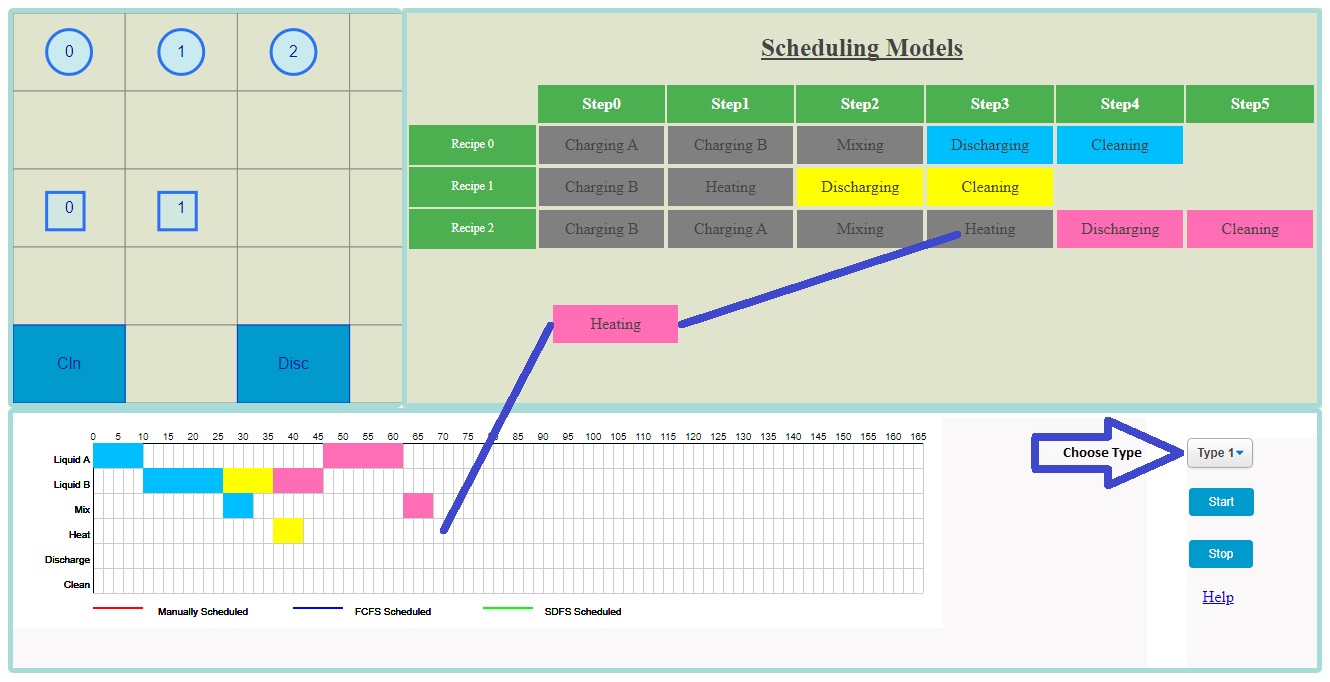 0 1 2
0 1
Cln Disc
Scheduling Models
Step0 Step1 Step2 Step3 Step4 Step5
Recipe 0 Charging A Charging B Mixing Discharging Cleaning
Recipe 1 Charging B Heating Discharging Cleaning
Recipe 2 Charging B Charging A Mixing Heating Discharging Cleaning
Heating
0 5 10 15 20 25 30 35 40 45 50 55 60 65 70 75 80 85 90 95 100 105 110 115 120 125 130 135 140 145 150 155 160 165
Liquid A
Liquid B
Mix
Heat
Discharge
Clean
Manually Scheduled FCFS Scheduled SDFS Scheduled
Choose Type Type 1
Start
Stop
Help